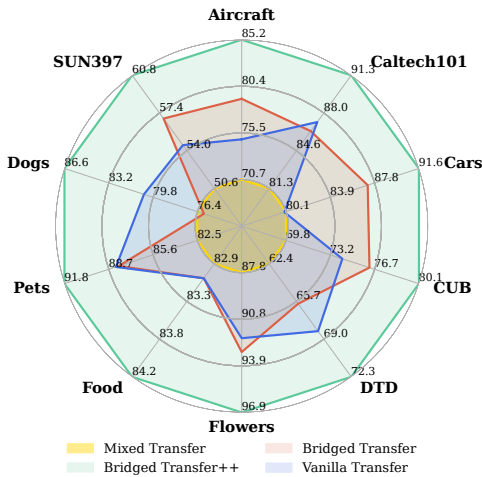 Aircraft
85.2
SUN397
60.8
91.3
Caltech101
80.4
57.4
88.0
75.5
54.0
84.6
Dogs
86.6
83.2
79.8
76.4
50.6
70.7
81.3
80.1
83.9
87.8
91.6
Cars
Pets
91.8
88.7
85.6
82.5
82.9
87.8
62.4
69.8
73.2
76.7
80.1
CUB
83.3
90.8
65.7
83.8
93.9
69.0
Food
84.2
96.9
72.3
DTD
Flowers
Mixed Transfer
Bridged Transfer
Bridged Transfer++
Vanilla Transfer